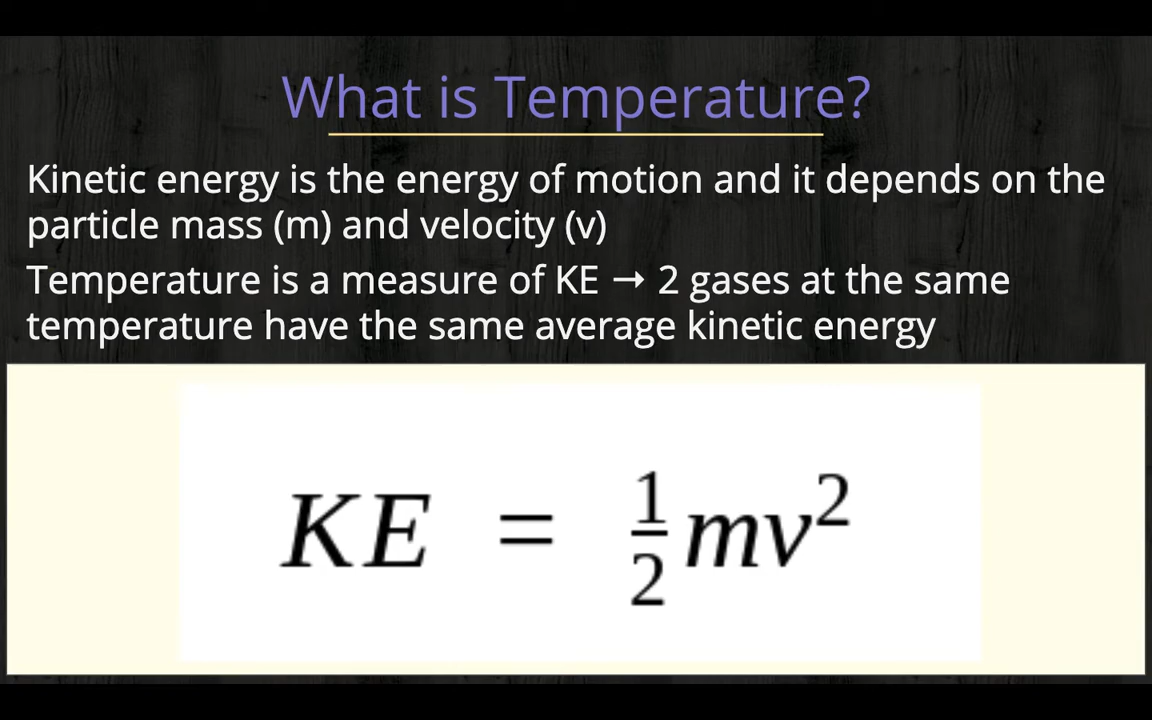 What is Temperature?
Kinetic energy is the energy of motion and it depends on the
particle mass (m) and velocity (v)
Temperature is a measure of KE → 2 gases at the same
temperature have the same average kinetic energy
KE = ½mv²